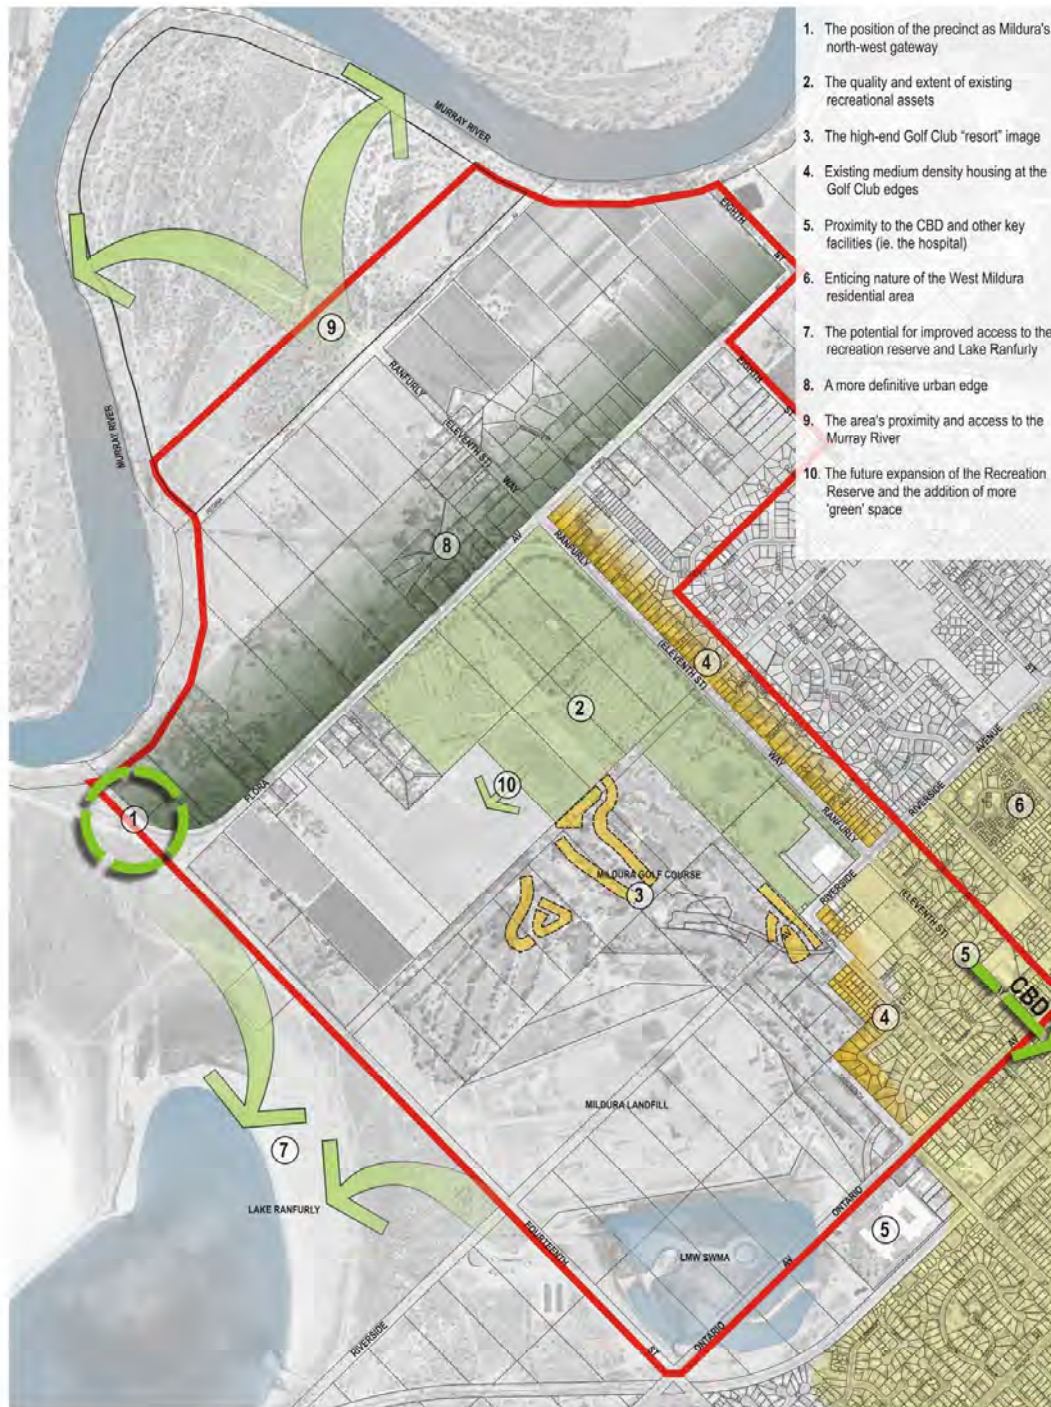 1. The position of the precinct as Mildura's
north-west gateway
2. The quality and extent of existing
recreational assets
3. The high-end Golf Club "resort" image
4. Existing medium density housing at the
Golf Club edges
5. Proximity to the CBD and other key
facilities (ie. the hospital)
6. Enticing nature of the West Mildura
residential area
7. The potential for improved access to the
recreation reserve and Lake Ranfurly
8. A more definitive urban edge
9. The area's proximity and access to the
Murray River
10. The future expansion of the Recreation
Reserve and the addition of more
'green' space
MURRAY RIVER
EIGHTH
ST
9
EIGHTH
ST
RANFURLY
(ELEVENTH ST)
WAY
MURRAY RIVER
AV
8
RANFURLY
4
(ELEVENTH ST)
ST
2
WAY
AVENUE
FLORA
10
RIVERSIDE
RANFURLY
6
1
MILDURA GOLF COURSE
3
RIVERSIDE
(ELEVENTH ST)
5
CBD
4
AV
MILDURA LANDFILL
7
LAKE RANFURLY
ONTARIO
5
FOURTEENTH
LMW SWMA
AV
RIVERSIDE
ST
ONTARIO